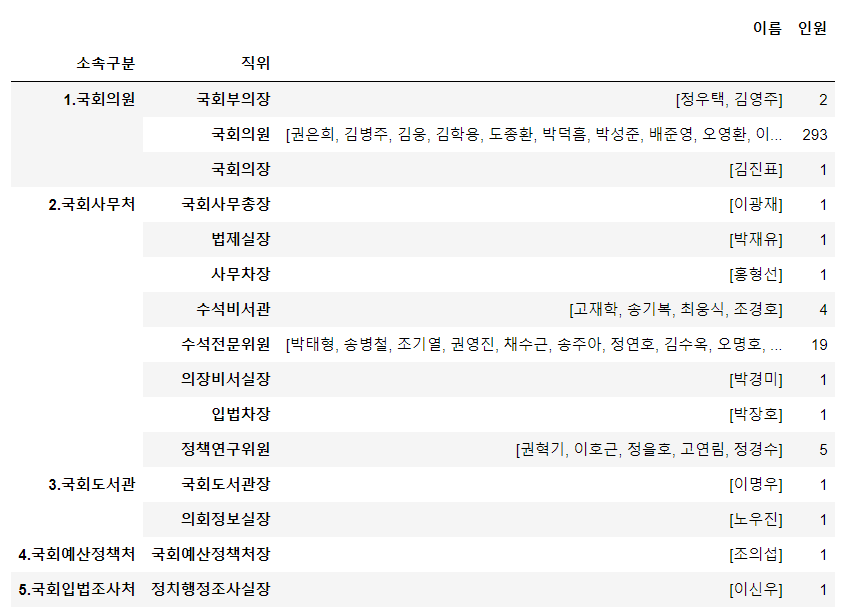 이름 인원
소속구분 직위
1.국회의원 국회부의장 [정우택, 김영주] 2
국회의원 [권은희, 김병주, 김웅, 김학용, 도종환, 박덕흠, 박성준, 배준영, 오영환, 이... 293
국회의장 [김진표] 1
2.국회사무처 국회사무총장 [이광재] 1
법제실장 [박재유] 1
사무차장 [홍형선] 1
수석비서관 [고재학, 송기복, 최웅식, 조경호] 4
수석전문위원 [박태형, 송병철, 조기열, 권영진, 채수근, 송주아, 정연호, 김수옥, 오명호, ... 19
의장비서실장 [박경미] 1
입법차장 [박장호] 1
정책연구위원 [권혁기, 이호근, 정을호, 고연림, 정경수] 5
3.국회도서관 국회도서관장 [이명우] 1
의회정보실장 [노우진] 1
4.국회예산정책처 국회예산정책처장 [조의섭] 1
5.국회입법조사처 정치행정조사실장 [이신우] 1